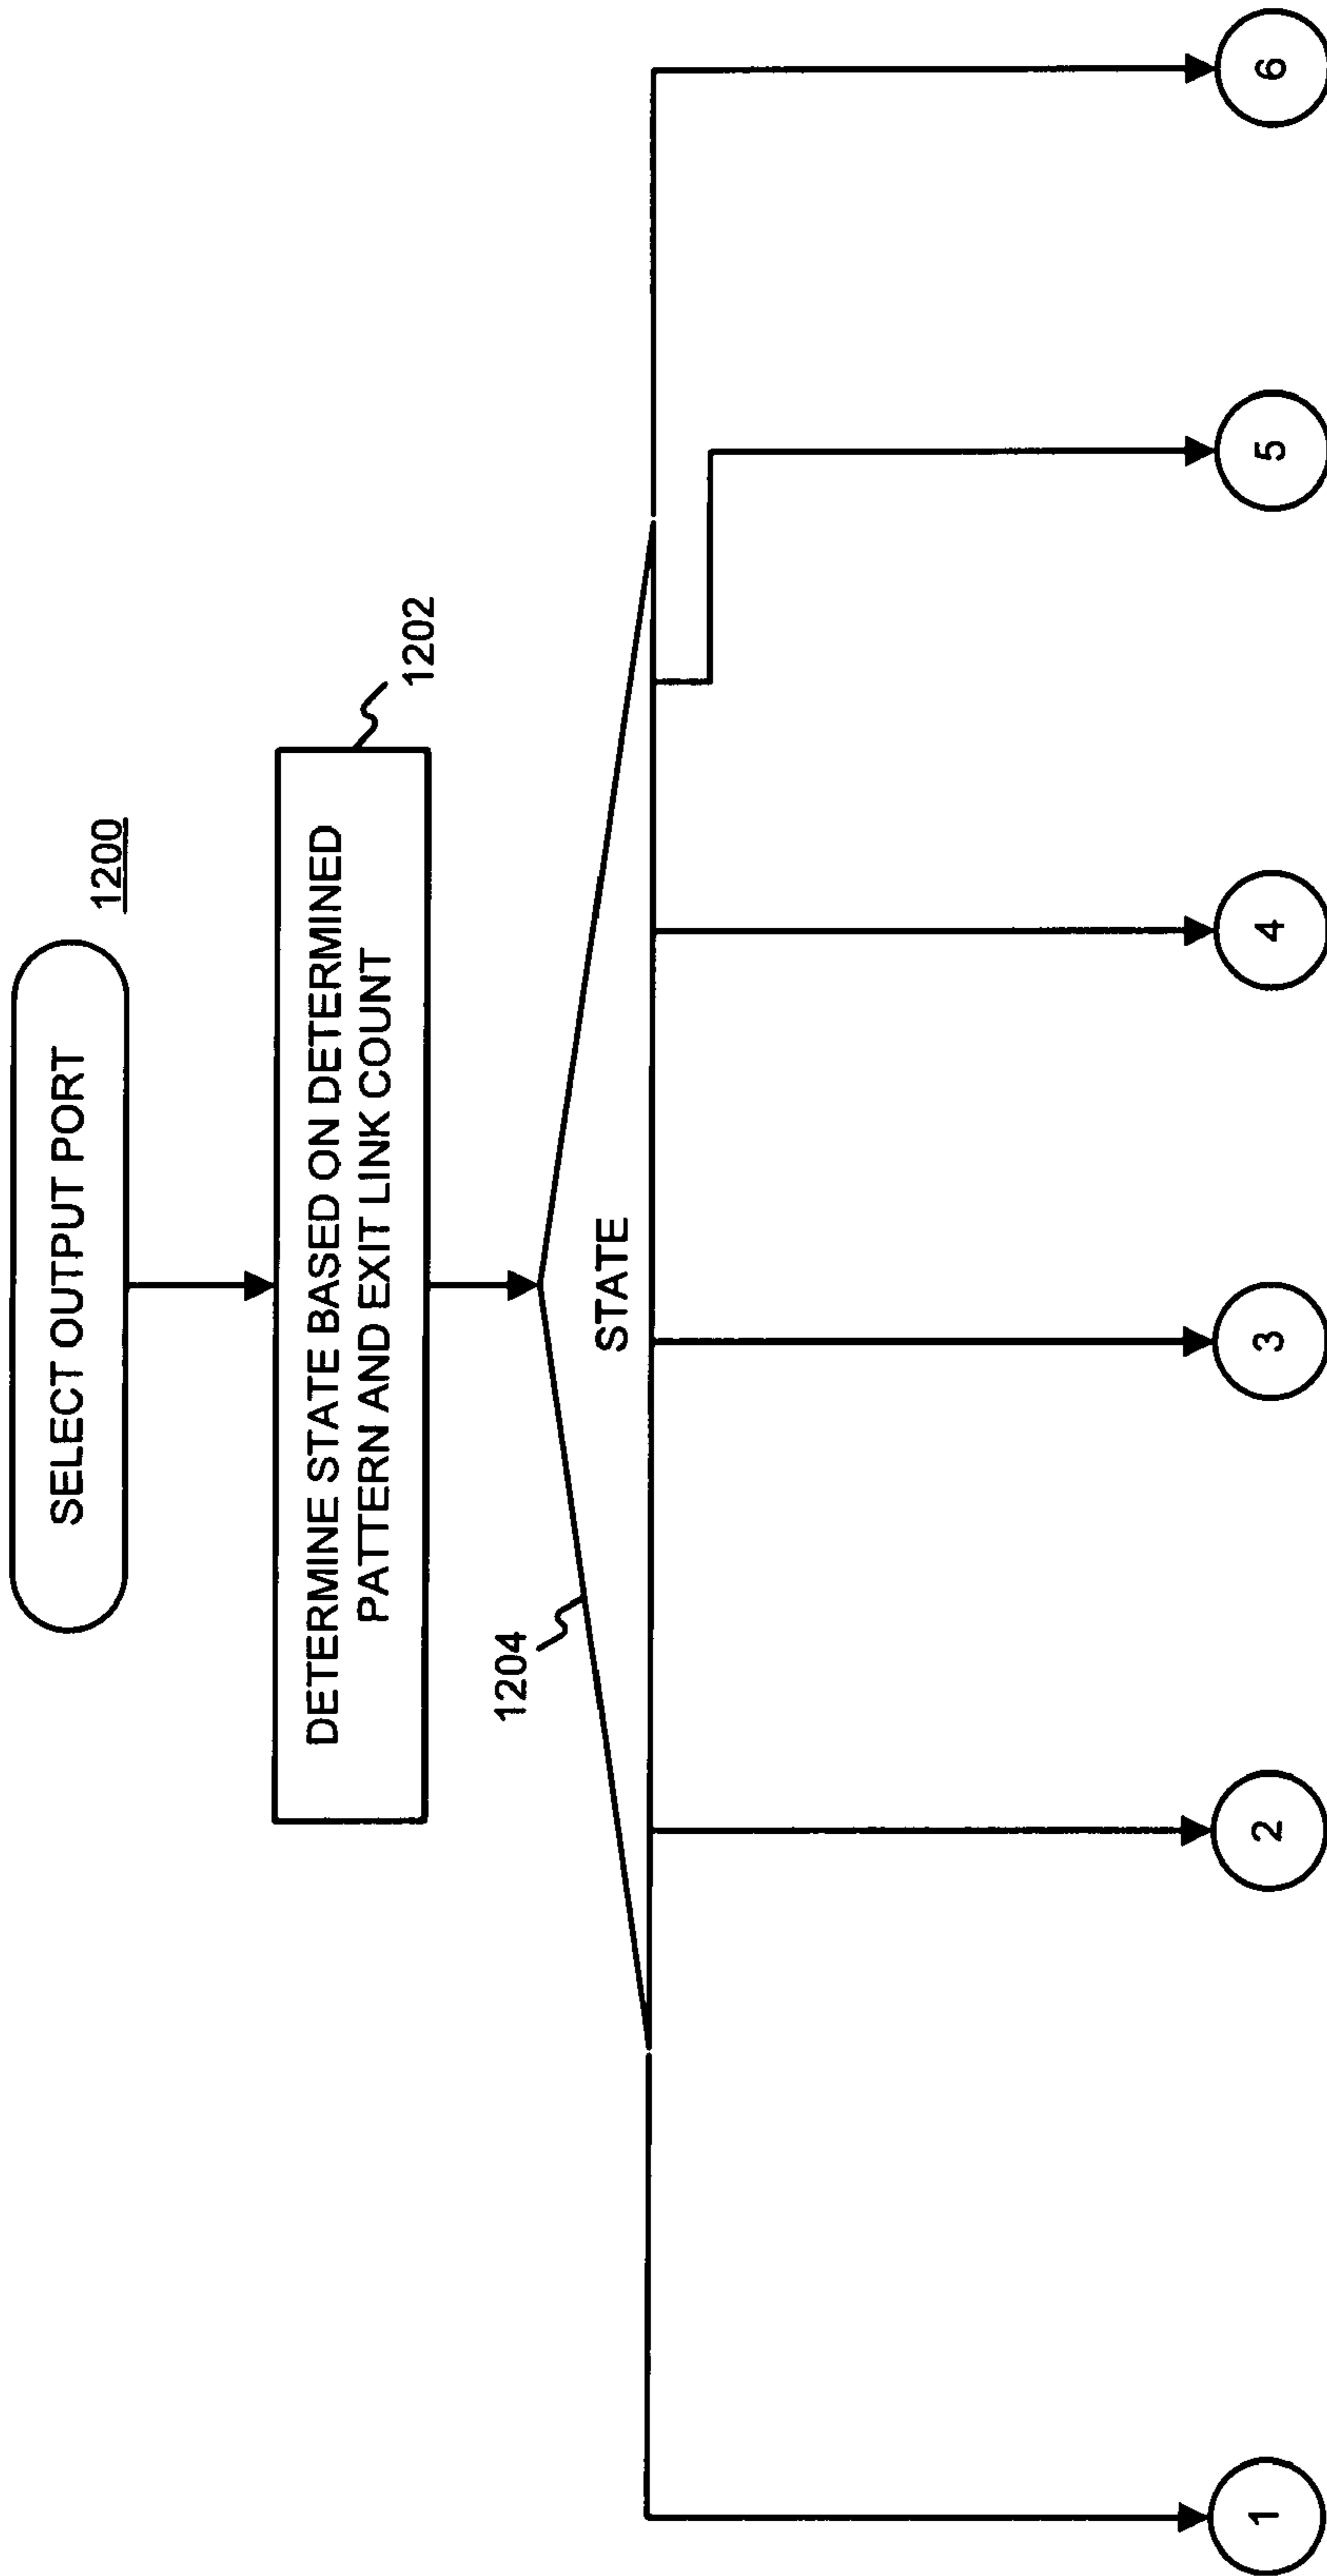 SELECT OUTPUT PORT
1200
DETERMINE STATE BASED ON DETERMINED
PATTERN AND EXIT LINK COUNT
1202
1204
STATE
1
2
3
4
5
6